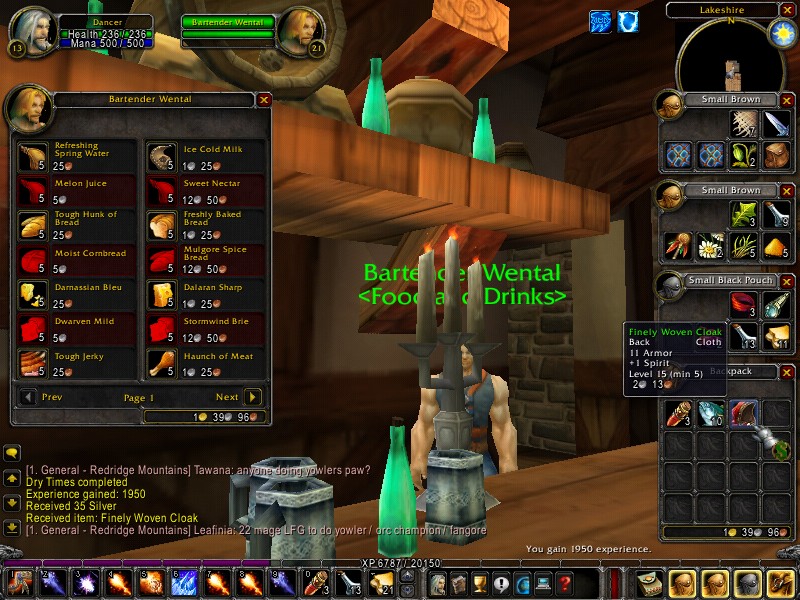 Dancer
Health 236 / 236
Mana 500 / 500
13
Bartender Wental
21
Lakeshire
N
Bartender Wental
Refreshing
Spring Water
5
25
Ice Cold Milk
5
1 25
Melon Juice
5
5
Sweet Nectar
5
12 50
Tough Hunk of
Bread
5
25
Freshly Baked
Bread
5
1 25
Moist Cornbread
5
5
Mulgore Spice
Bread
5
12 50
Darnassian Bleu
5
25
Dalaran Sharp
5
1 25
Dwarven Mild
5
5
Stormwind Brie
5
12 50
Tough Jerky
5
25
Haunch of Meat
5
1 25
Prev
Page 1
Next
1 39 96
Bartender Wental
<Food and Drinks>
Small Brown
7
2
Small Brown
3
3
2
5
5
Small Black Pouch
3
13
11
Finely Woven Cloak
Back Cloth
11 Armor
+1 Spirit
Level 15 (min 5)
2 13
Backpack
3
10
1 39 96
[1. General - Redridge Mountains] Tawana: anyone doing yowlers paw?
Dry Times completed
Experience gained: 1950
Received 35 Silver
Received item: Finely Woven Cloak
[1. General - Redridge Mountains] Leafinia: 22 mage LFG to do yowler / orc champion / fangore
You gain 1950 experience.
XP 6787 / 20150
3
13
21